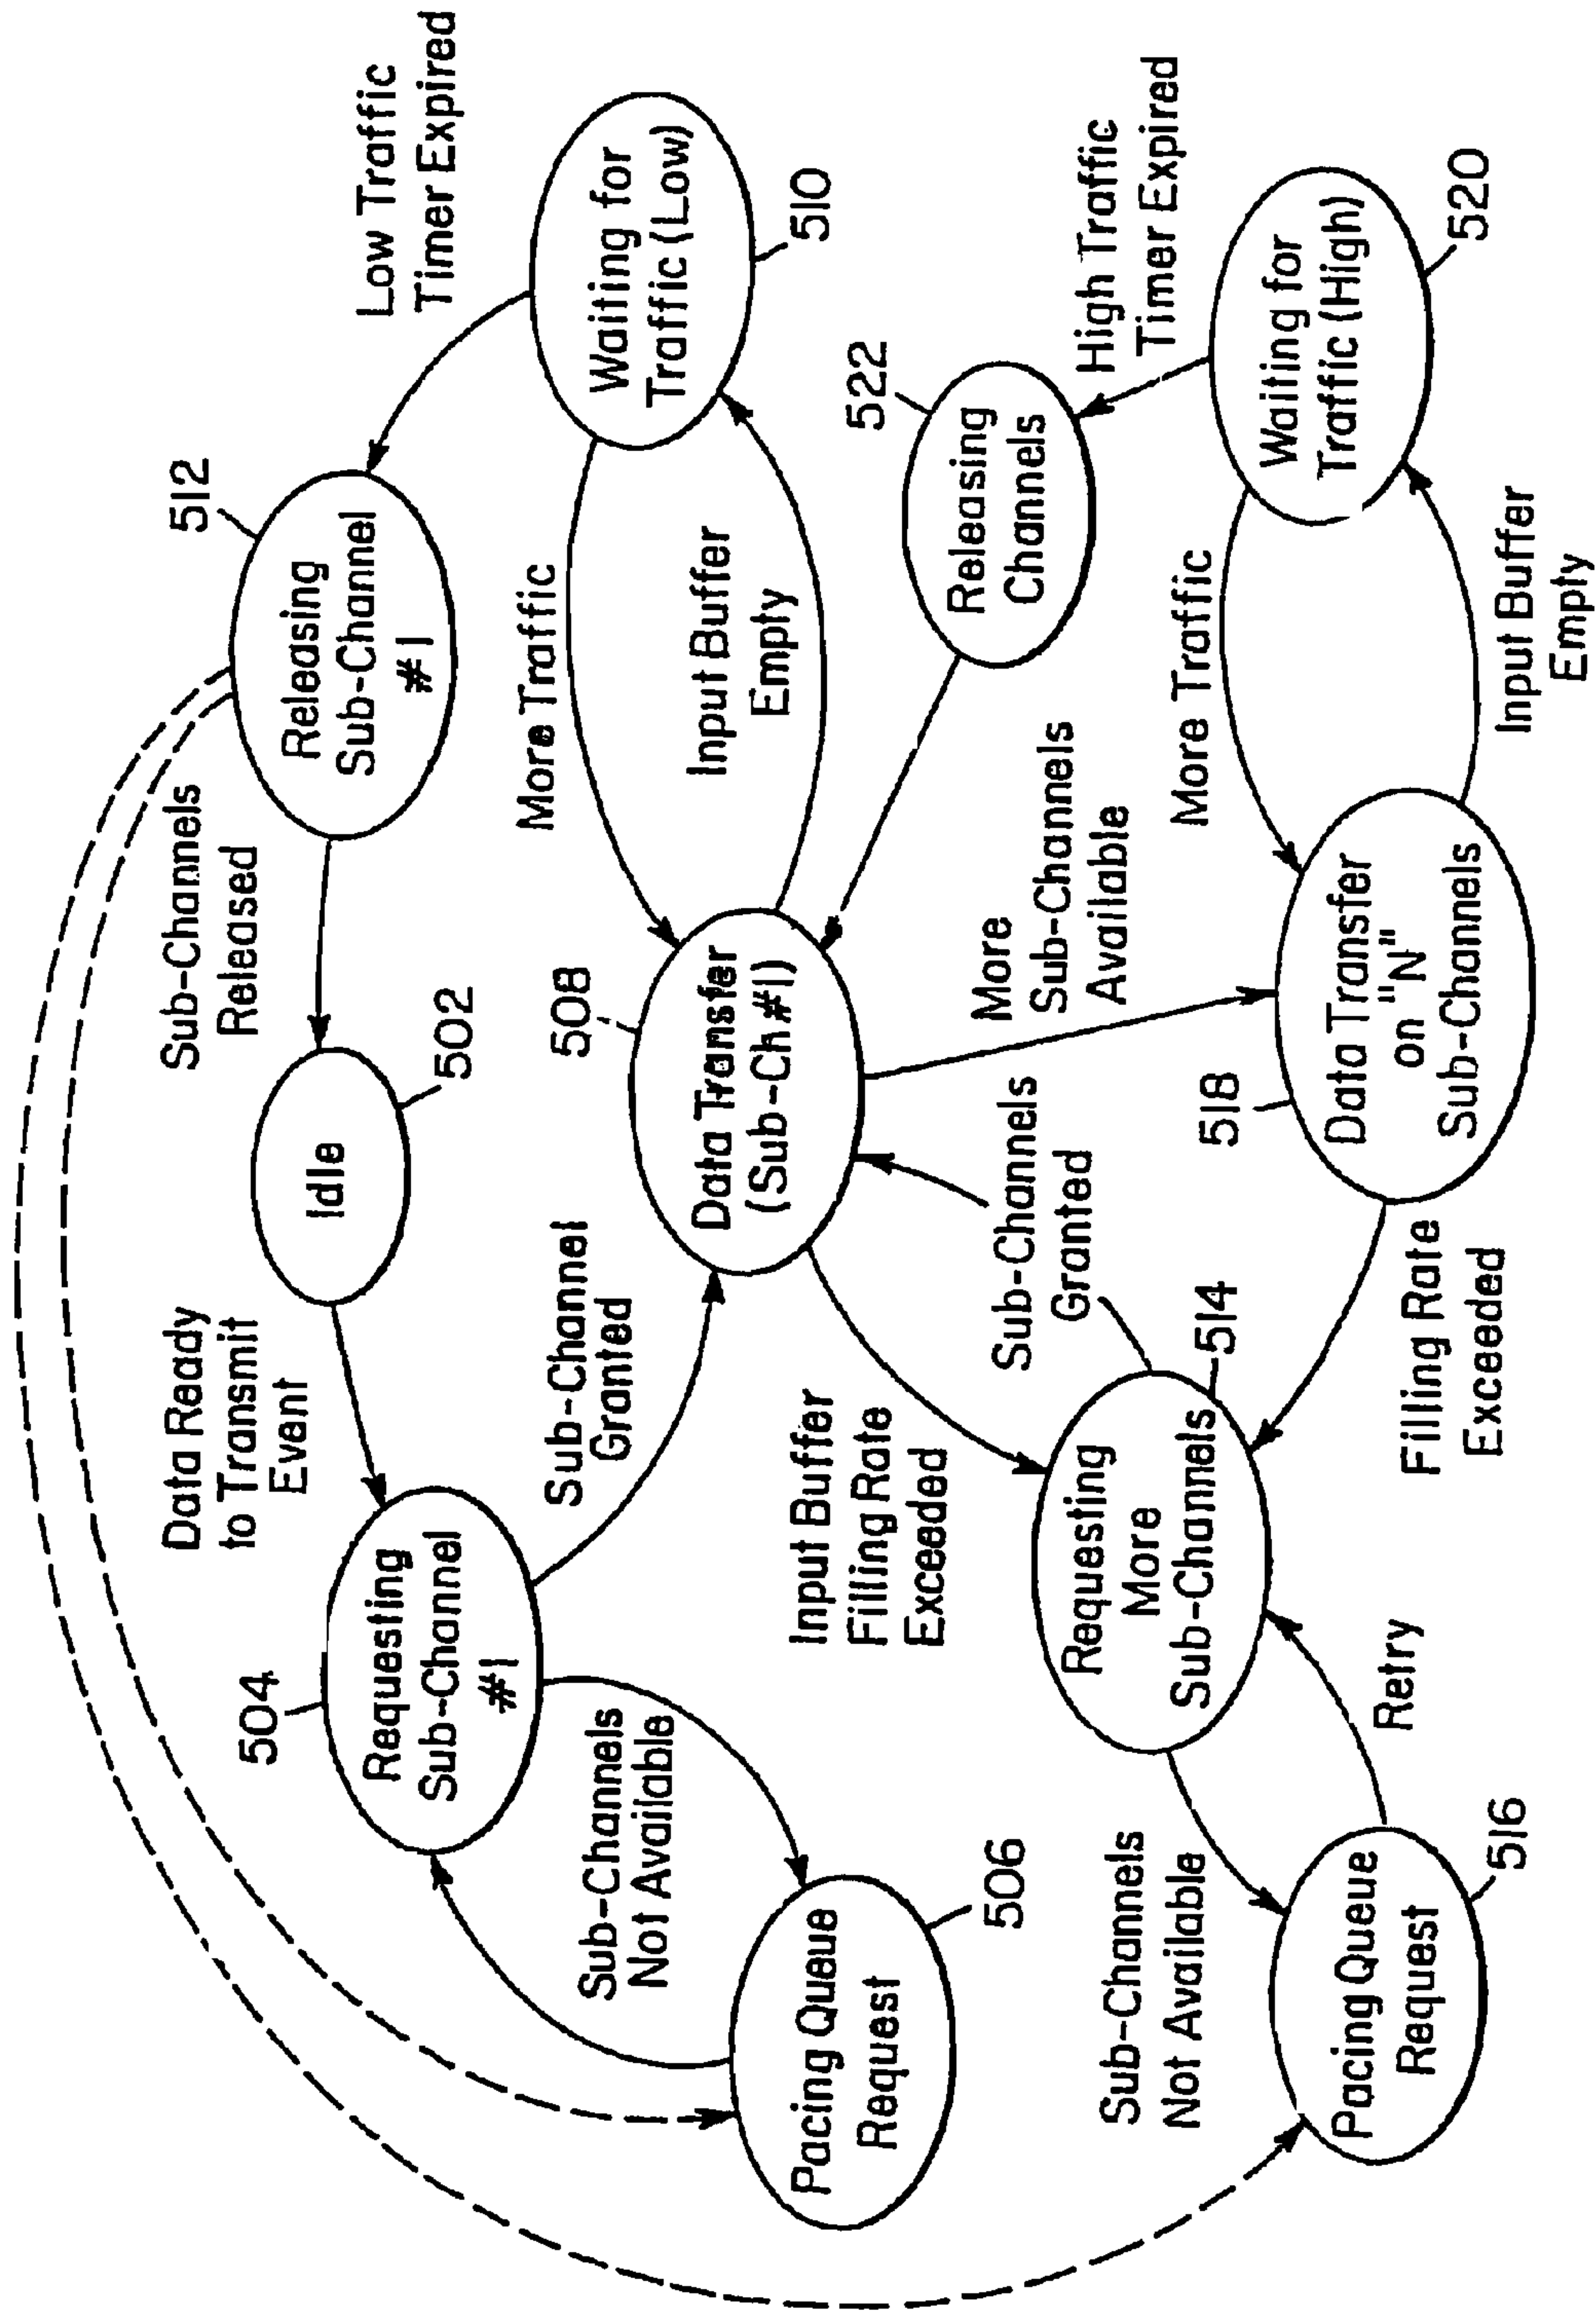 Data Ready
to Transmit
Event
Sub-Channels
Released
512
Low Traffic
Timer Expired
504
Idle
502
Releasing
Sub-Channel
#1
Requesting
Sub-Channel
#1
Sub-Channel
Granted
508
More Traffic
Waiting for
Traffic (Low)
510
Sub-Channels
Not Available
Data Transfer
(Sub-Ch#1)
Input Buffer
Empty
Pacing Queue
Request
506
Input Buffer
Filling Rate
Exceeded
522
Releasing
Channels
High Traffic
Timer Expired
Sub-Channels
Granted
More
Sub-Channels
Available
Requesting
More
Sub-Channels
514
Sub-Channels
Not Available
518
More Traffic
Waiting for
Traffic (High)
520
Pacing Queue
Request
516
Retry
Filling Rate
Exceeded
Data Transfer
on "N"
Sub-Channels
Input Buffer
Empty